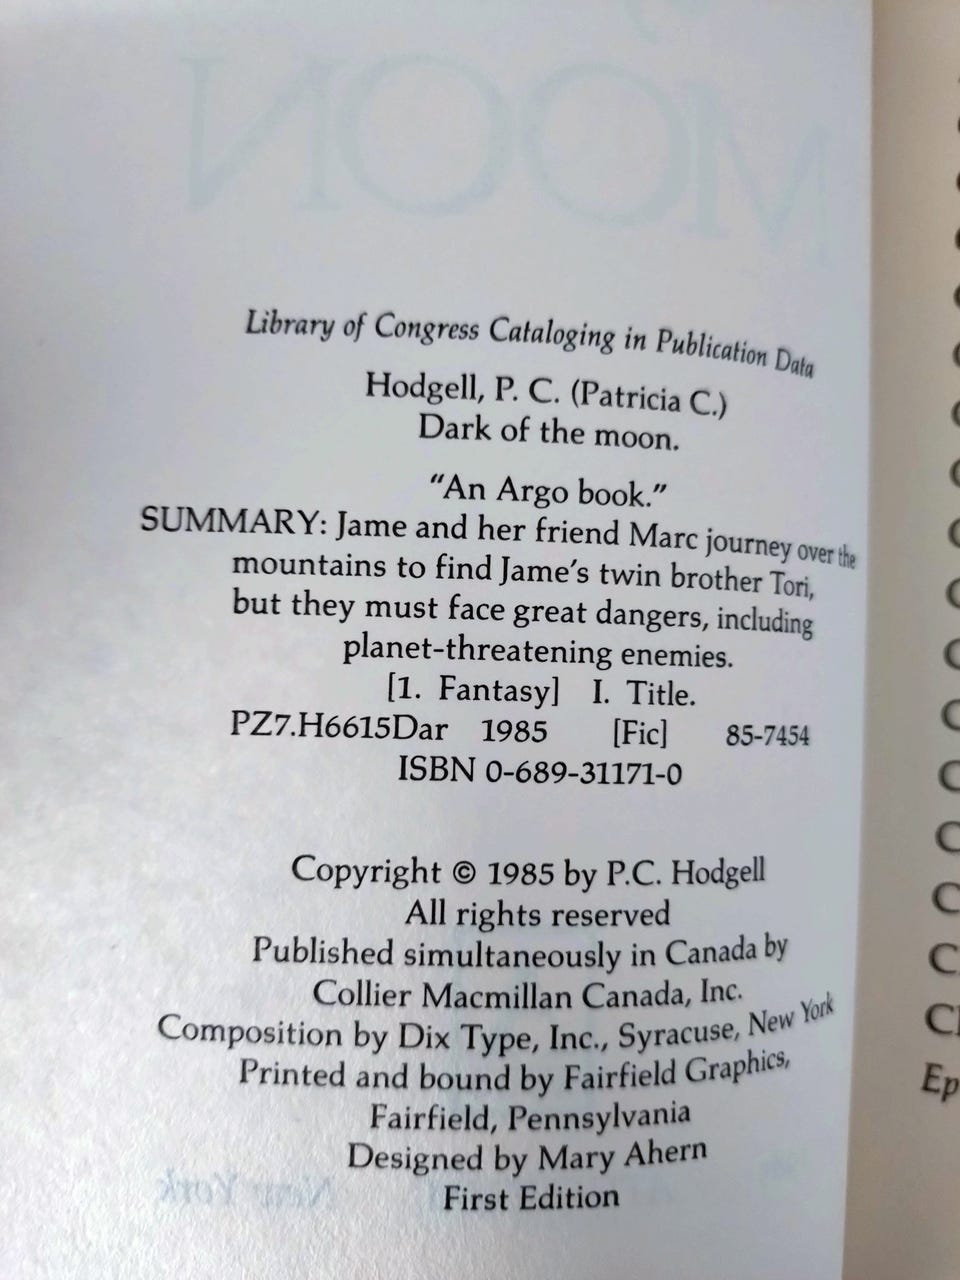 MOON
Library of Congress Cataloging in Publication Data
Hodgell, P. C. (Patricia C.)
Dark of the moon.
“An Argo book.”
SUMMARY: Jame and her friend Marc journey over the
mountains to find Jame’s twin brother Tori,
but they must face great dangers, including
planet-threatening enemies.
[1. Fantasy] I. Title.
PZ7.H6615Dar 1985 [Fic] 85-7454
ISBN 0-689-31171-0
Copyright © 1985 by P.C. Hodgell
All rights reserved
Published simultaneously in Canada by
Collier Macmillan Canada, Inc.
Composition by Dix Type, Inc., Syracuse, New York
Printed and bound by Fairfield Graphics,
Fairfield, Pennsylvania
Designed by Mary Ahern
First Edition
New York